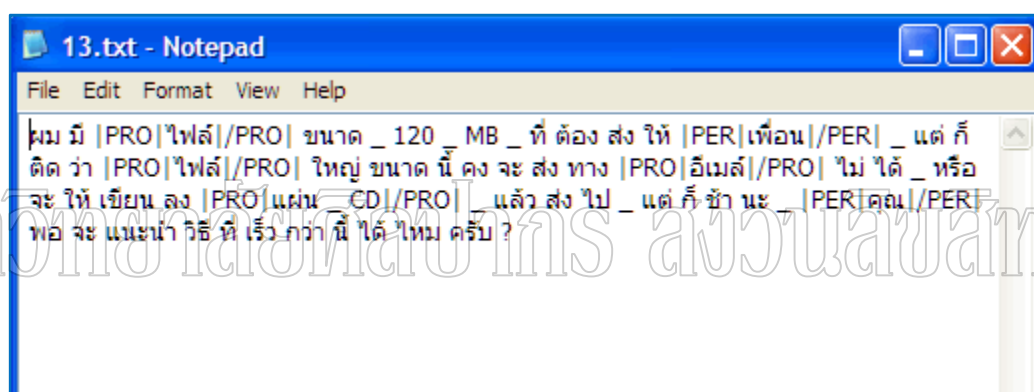 13.txt - Notepad
File Edit Format View Help
ผม มี |PRO|ไฟล์|/PRO| ขนาด _ 120 _ MB _ ที่ ต้อง ส่ง ให้ |PER|เพื่อน|/PER| _ แต่ ก็
ติด ว่า |PRO|ไฟล์|/PRO| ใหญ่ ขนาด นี้ คง จะ ส่ง ทาง |PRO|อีเมล์|/PRO| ไม่ ได้ _ หรือ
จะ ให้ เขียน ลง |PRO|แผ่น _ CD|/PRO| _ แล้ว ส่ง ไป _ แต่ ก็ ช้า นะ _ |PER|คุณ|/PER|
พอ จะ แนะนำ วิธี ที่ เร็ว กว่า นี้ ได้ ไหม ครับ ?